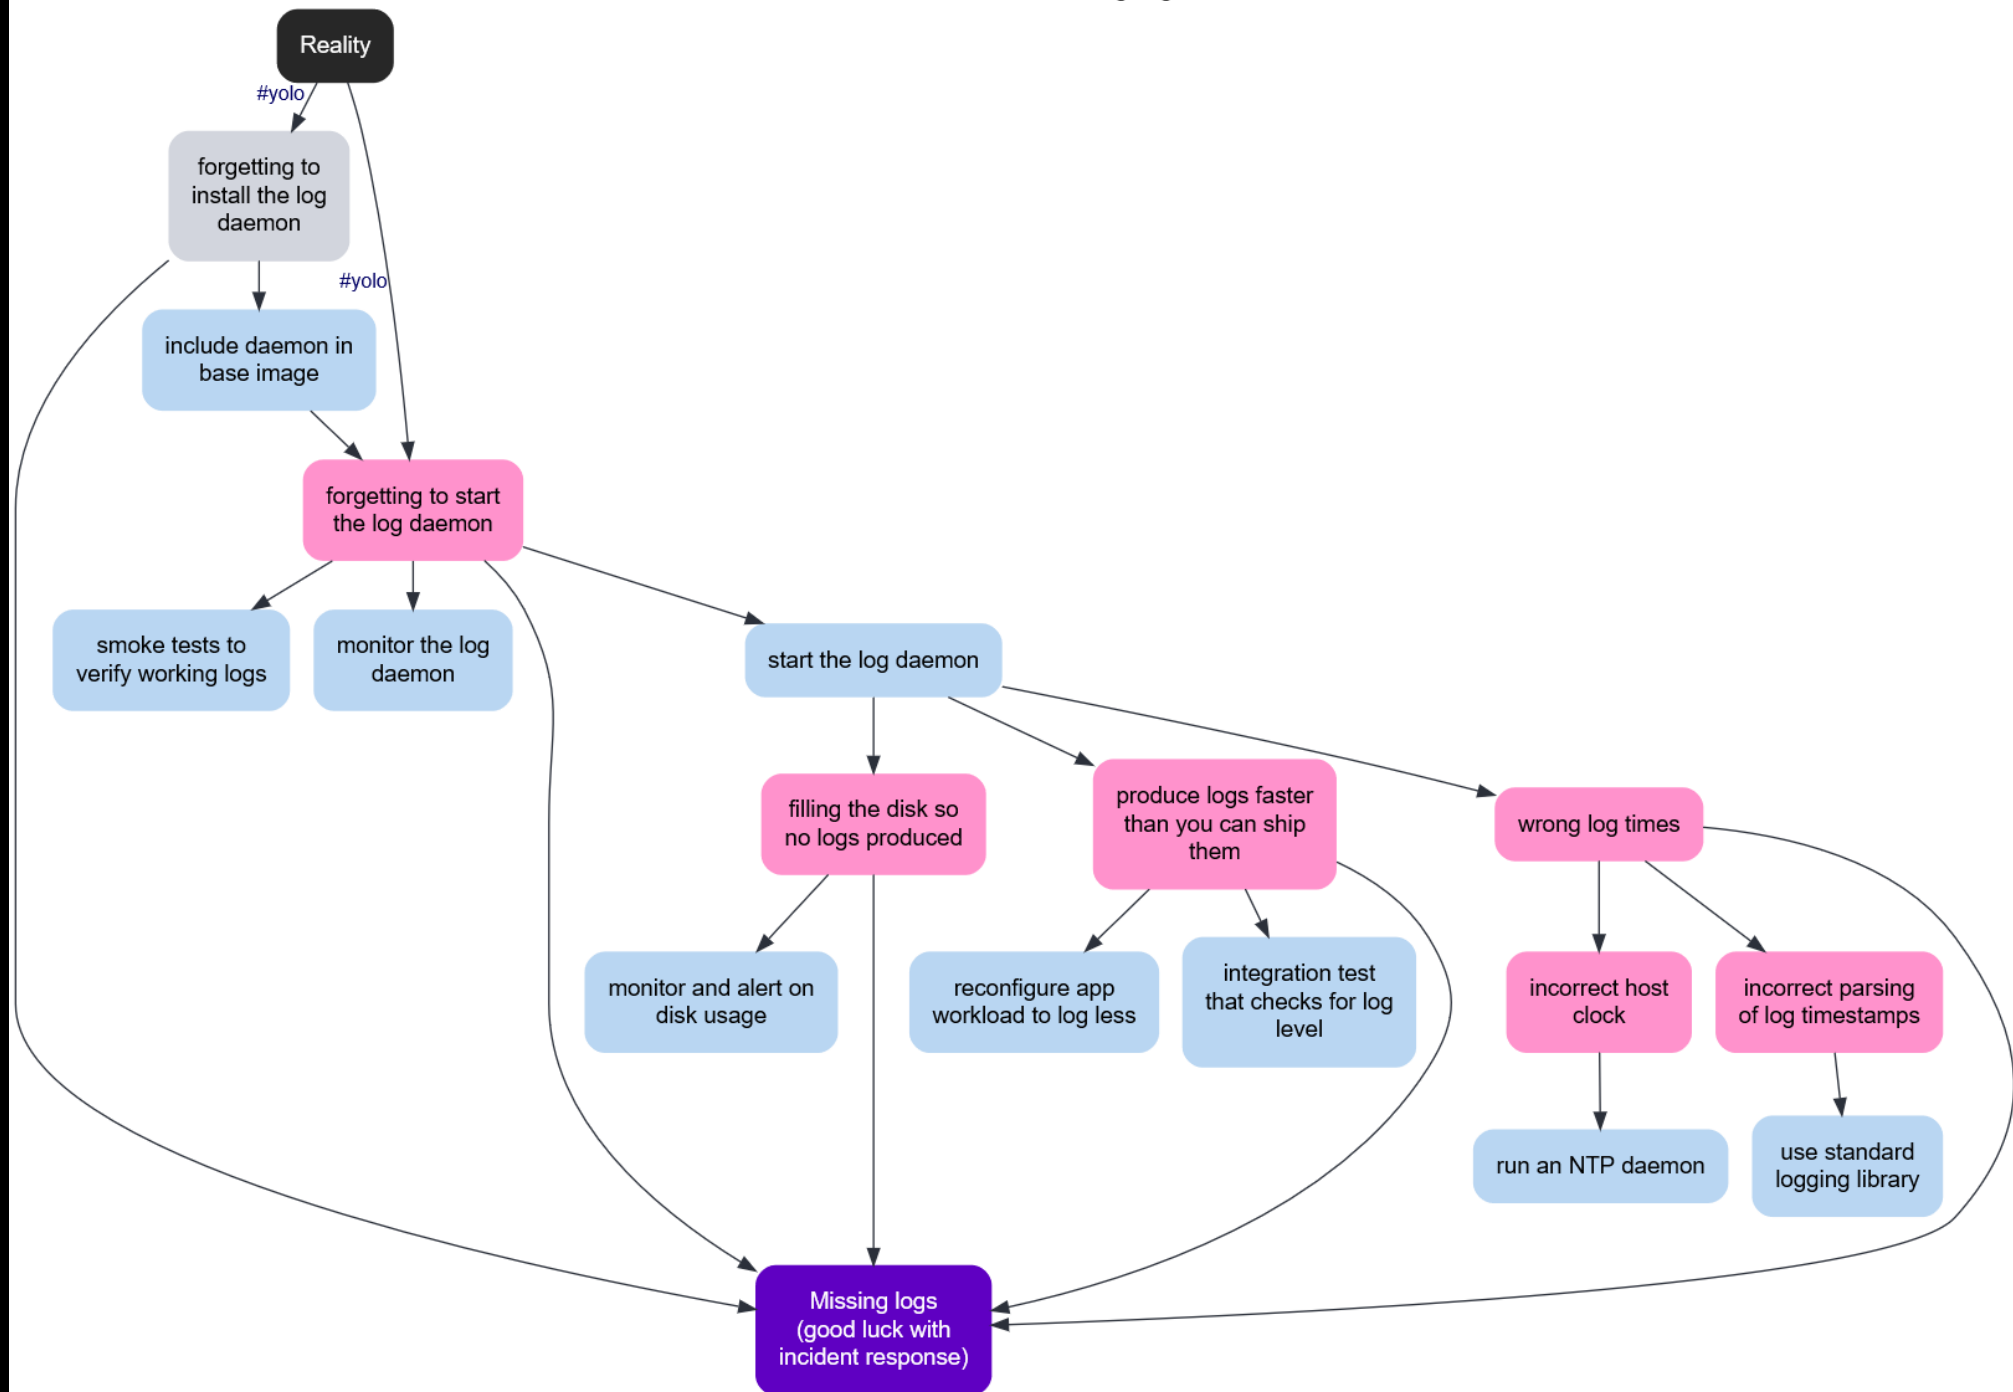 Reality
#yolo
forgetting to
install the log
daemon
#yolo
include daemon in
base image
forgetting to start
the log daemon
smoke tests to
verify working logs
monitor the log
daemon
start the log daemon
filling the disk so
no logs produced
produce logs faster
than you can ship
them
wrong log times
monitor and alert on
disk usage
reconfigure app
workload to log less
integration test
that checks for log
level
incorrect host
clock
incorrect parsing
of log timestamps
run an NTP daemon
use standard
logging library
Missing logs
(good luck with
incident response)